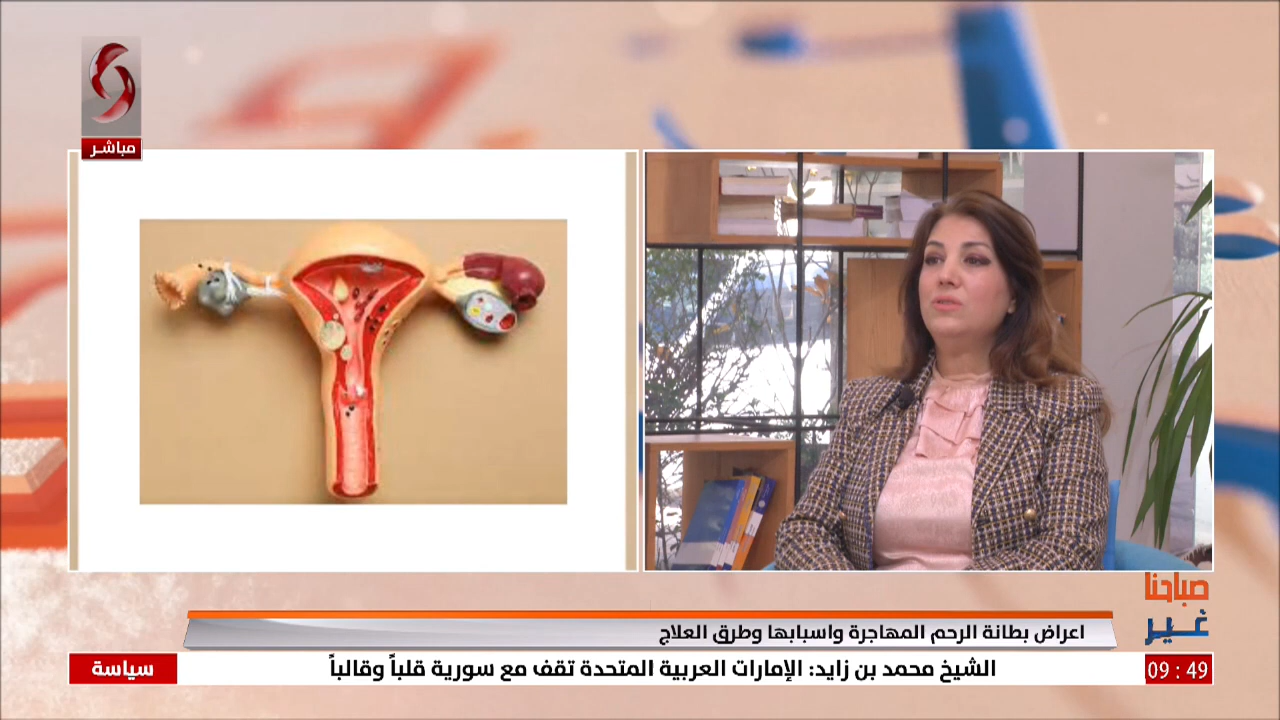 مباشر
صباحنا
غير
اعراض بطانة الرحم المهاجرة واسبابها وطرق العلاج
سياسة
الشيخ محمد بن زايد: الإمارات العربية المتحدة تقف مع سورية قلباً وقالباً
09 : 49